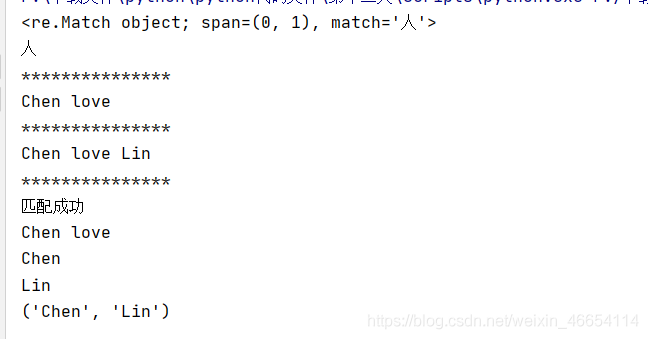 <re.Match object; span=(0, 1), match='人'>
人
***************
Chen love
***************
Chen love Lin
***************
匹配成功
Chen love
Chen
Lin
('Chen', 'Lin')
https://blog.csdn.net/weixin_46654114